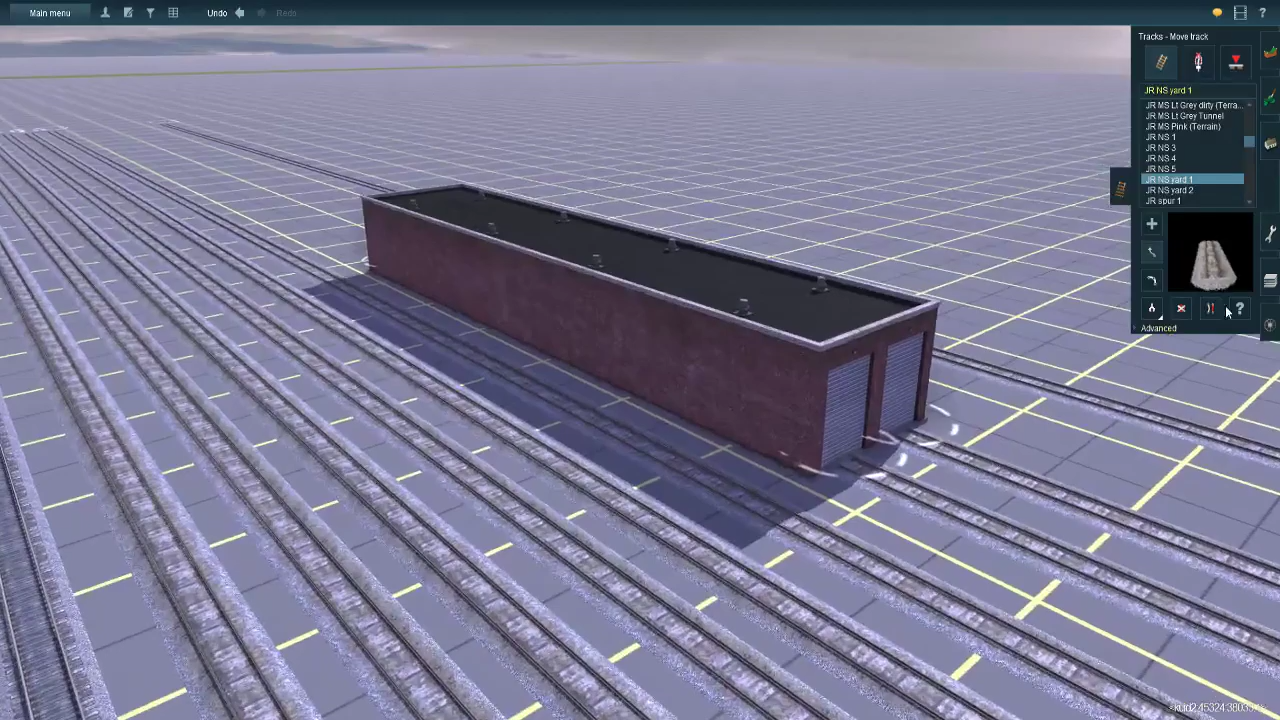 Main menu
Undo
Redo
?
Tracks - Move track
JR NS yard 1
JR MS Lt Grey dirty (Terra...
JR MS Lt Grey Tunnel
JR MS Pink (Terrain)
JR NS 1
JR NS 3
JR NS 4
JR NS 5
JR NS yard 1
JR NS yard 2
JR spur 1
?
Advanced